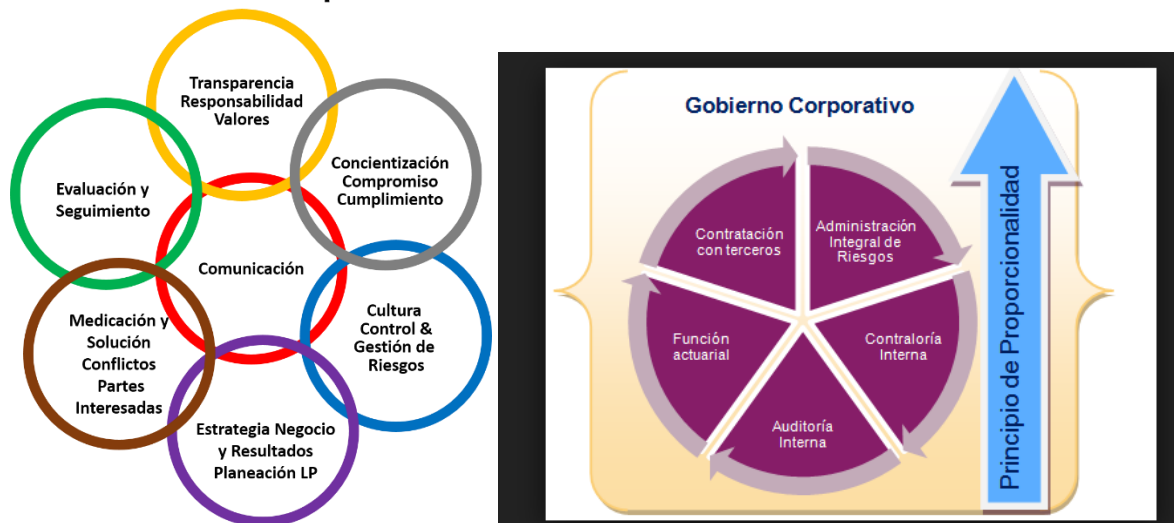 Transparencia
Responsabilidad
Valores
Concientización
Compromiso
Cumplimiento
Evaluación y
Seguimiento
Comunicación
Cultura
Control &
Gestión de
Riesgos
Medicación y
Solución
Conflictos
Partes
Interesadas
Estrategia Negocio
y Resultados
Planeación LP
Gobierno Corporativo
Contratación
con terceros
Administración
Integral de
Riesgos
Función
actuarial
Contraloría
Interna
Auditoría
Interna
Principio de Proporcionalidad